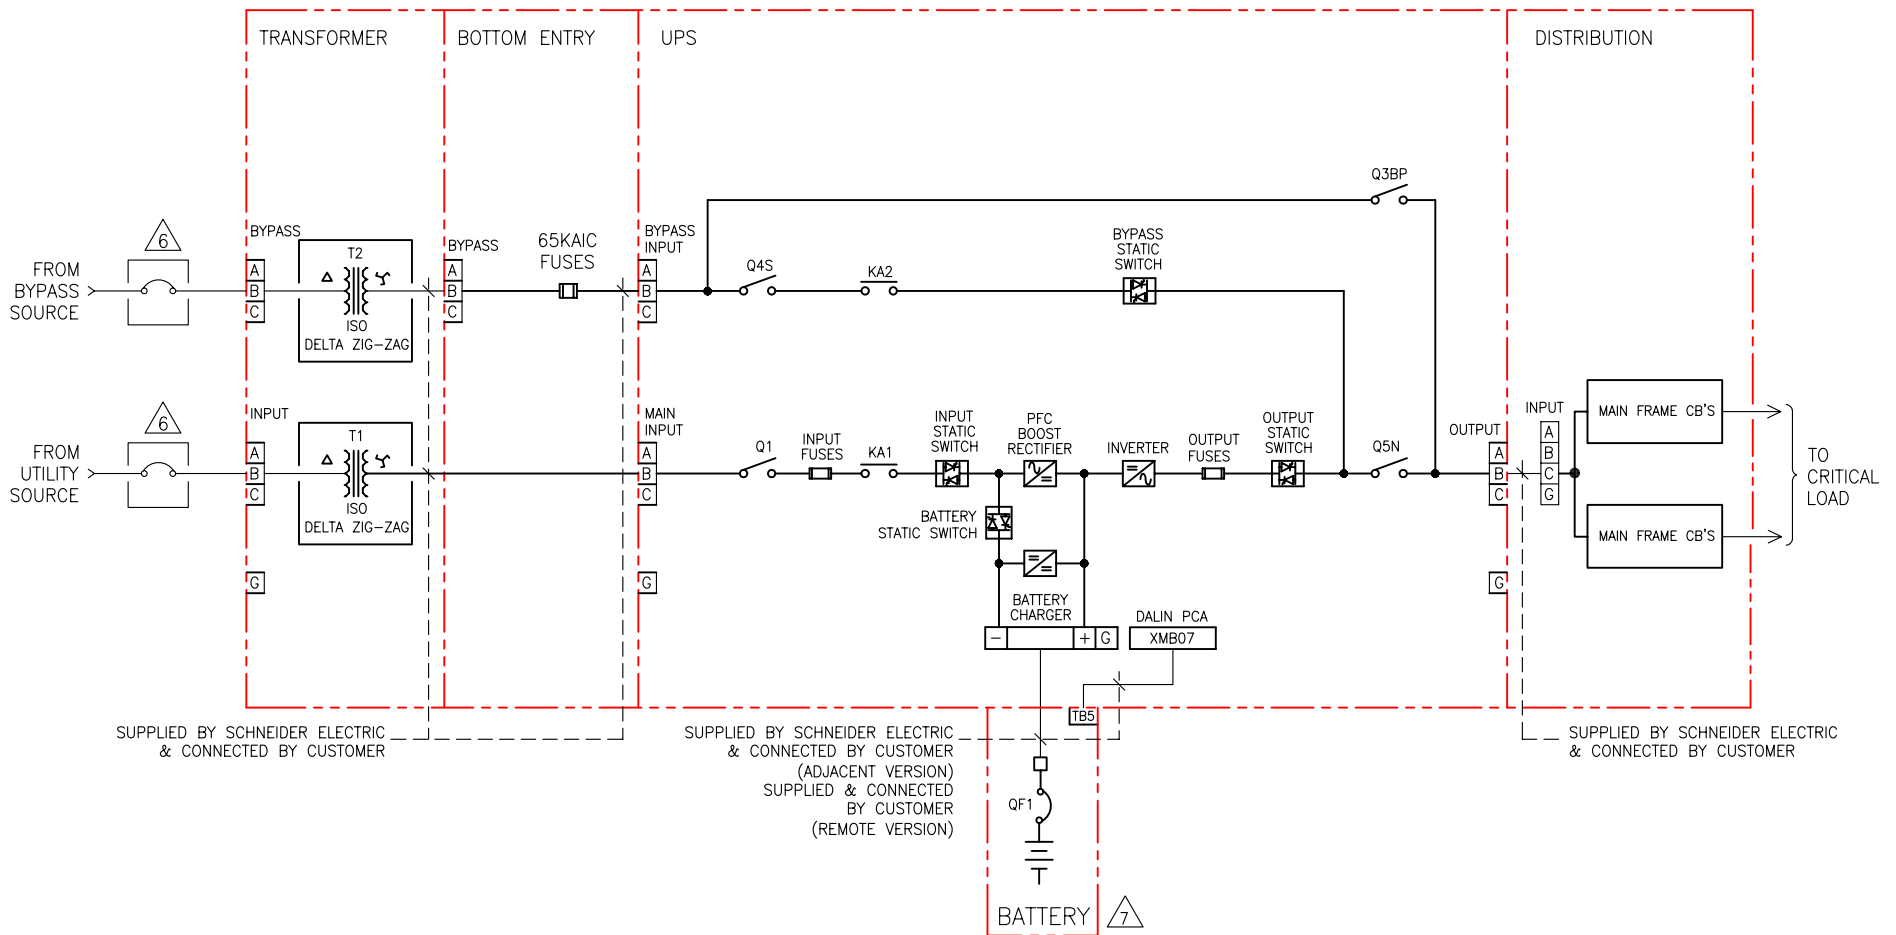 TRANSFORMER
BOTTOM ENTRY
UPS
DISTRIBUTION
Q3BP
6
BYPASS
T2
BYPASS
65KAIC
FUSES
BYPASS
INPUT
BYPASS
STATIC
SWITCH
FROM
BYPASS
SOURCE
A
B
C
ISO
DELTA ZIG-ZAG
A
B
C
A
B
C
Q4S
KA2
6
INPUT
T1
MAIN
INPUT
INPUT
STATIC
SWITCH
PFC
BOOST
RECTIFIER
OUTPUT
STATIC
SWITCH
OUTPUT
INPUT
MAIN FRAME CB'S
FROM
UTILITY
SOURCE
A
B
C
ISO
DELTA ZIG-ZAG
A
B
C
Q1
INPUT
FUSES
KA1
INVERTER
OUTPUT
FUSES
Q5N
A
B
C
A
B
C
G
TO
CRITICAL
LOAD
BATTERY
STATIC SWITCH
MAIN FRAME CB'S
G
G
G
BATTERY
CHARGER
DALIN PCA
− + G
XMB07
TB5
SUPPLIED BY SCHNEIDER ELECTRIC
& CONNECTED BY CUSTOMER
SUPPLIED BY SCHNEIDER ELECTRIC
& CONNECTED BY CUSTOMER
(ADJACENT VERSION)
SUPPLIED & CONNECTED
BY CUSTOMER
(REMOTE VERSION)
SUPPLIED BY SCHNEIDER ELECTRIC
& CONNECTED BY CUSTOMER
QF1
BATTERY
7